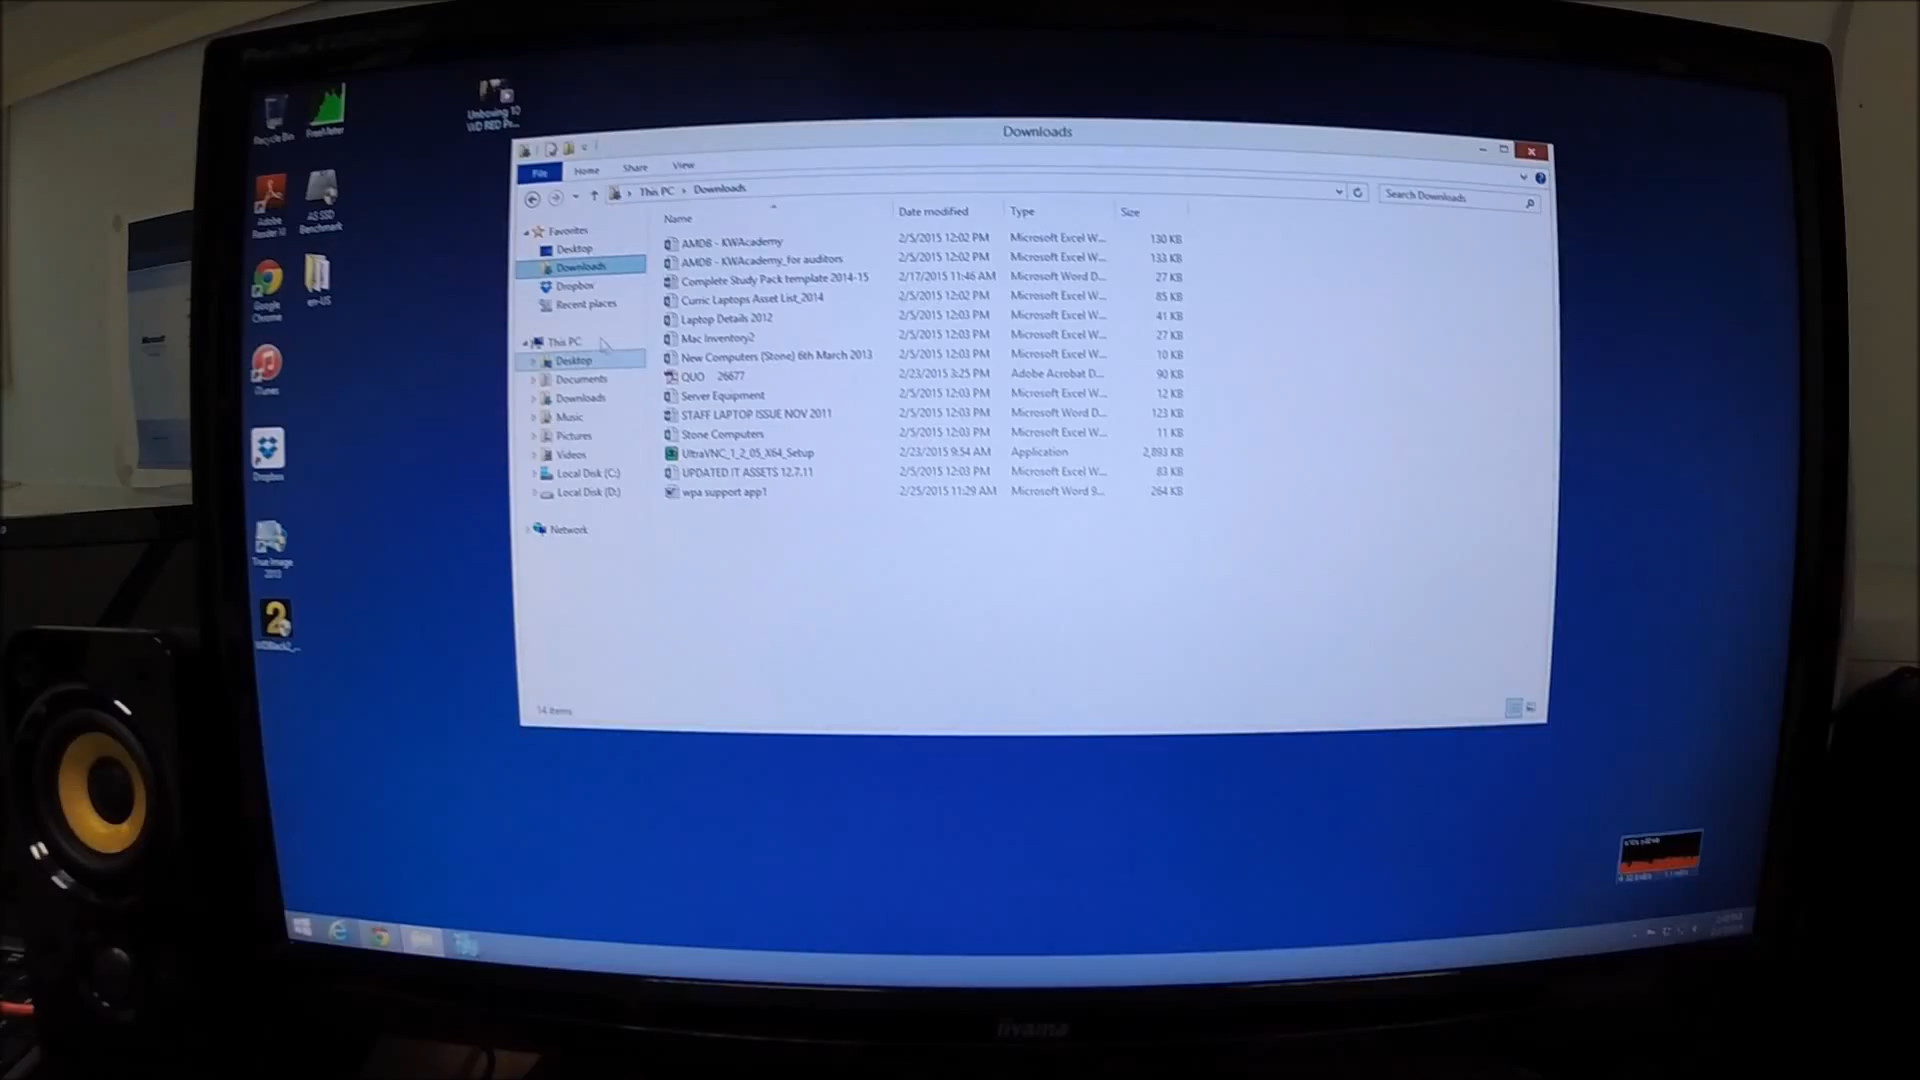 Recycle Bin
FreeMeter
Unboxing 10
WD RED Pr...
Adobe
Reader XI
AS SSD
Benchmark
Google
Chrome
en-US
iTunes
Dropbox
True Image
2013
2
Downloads
File Home Share View
This PC › Downloads
Search Downloads
Name Date modified Type Size
Favorites
Desktop
Downloads
Dropbox
Recent places
This PC
Desktop
Documents
Downloads
Music
Pictures
Videos
Local Disk (C:)
Local Disk (D:)
Network
AMDB - KWAcademy 2/5/2015 12:02 PM Microsoft Excel W... 130 KB
AMDB - KWAcademy_for auditors 2/5/2015 12:02 PM Microsoft Excel W... 133 KB
Complete Study Pack template 2014-15 2/17/2015 11:46 AM Microsoft Word D... 27 KB
Curric Laptops Asset List_2014 2/5/2015 12:02 PM Microsoft Excel W... 85 KB
Laptop Details 2012 2/5/2015 12:03 PM Microsoft Excel W... 41 KB
Mac Inventory2 2/5/2015 12:03 PM Microsoft Excel W... 27 KB
New Computers (Stone) 6th March 2013 2/5/2015 12:03 PM Microsoft Excel W... 10 KB
QUO 26677 2/23/2015 3:25 PM Adobe Acrobat D... 90 KB
Server Equipment 2/5/2015 12:03 PM Microsoft Excel W... 12 KB
STAFF LAPTOP ISSUE NOV 2011 2/5/2015 12:03 PM Microsoft Word D... 123 KB
Stone Computers 2/5/2015 12:03 PM Microsoft Excel W... 11 KB
UltraVNC_1_2_05_X64_Setup 2/23/2015 9:54 AM Application 2,893 KB
UPDATED IT ASSETS 12.7.11 2/5/2015 12:03 PM Microsoft Excel W... 83 KB
wpa support app1 2/25/2015 11:29 AM Microsoft Word 9... 264 KB
14 items
iiyama